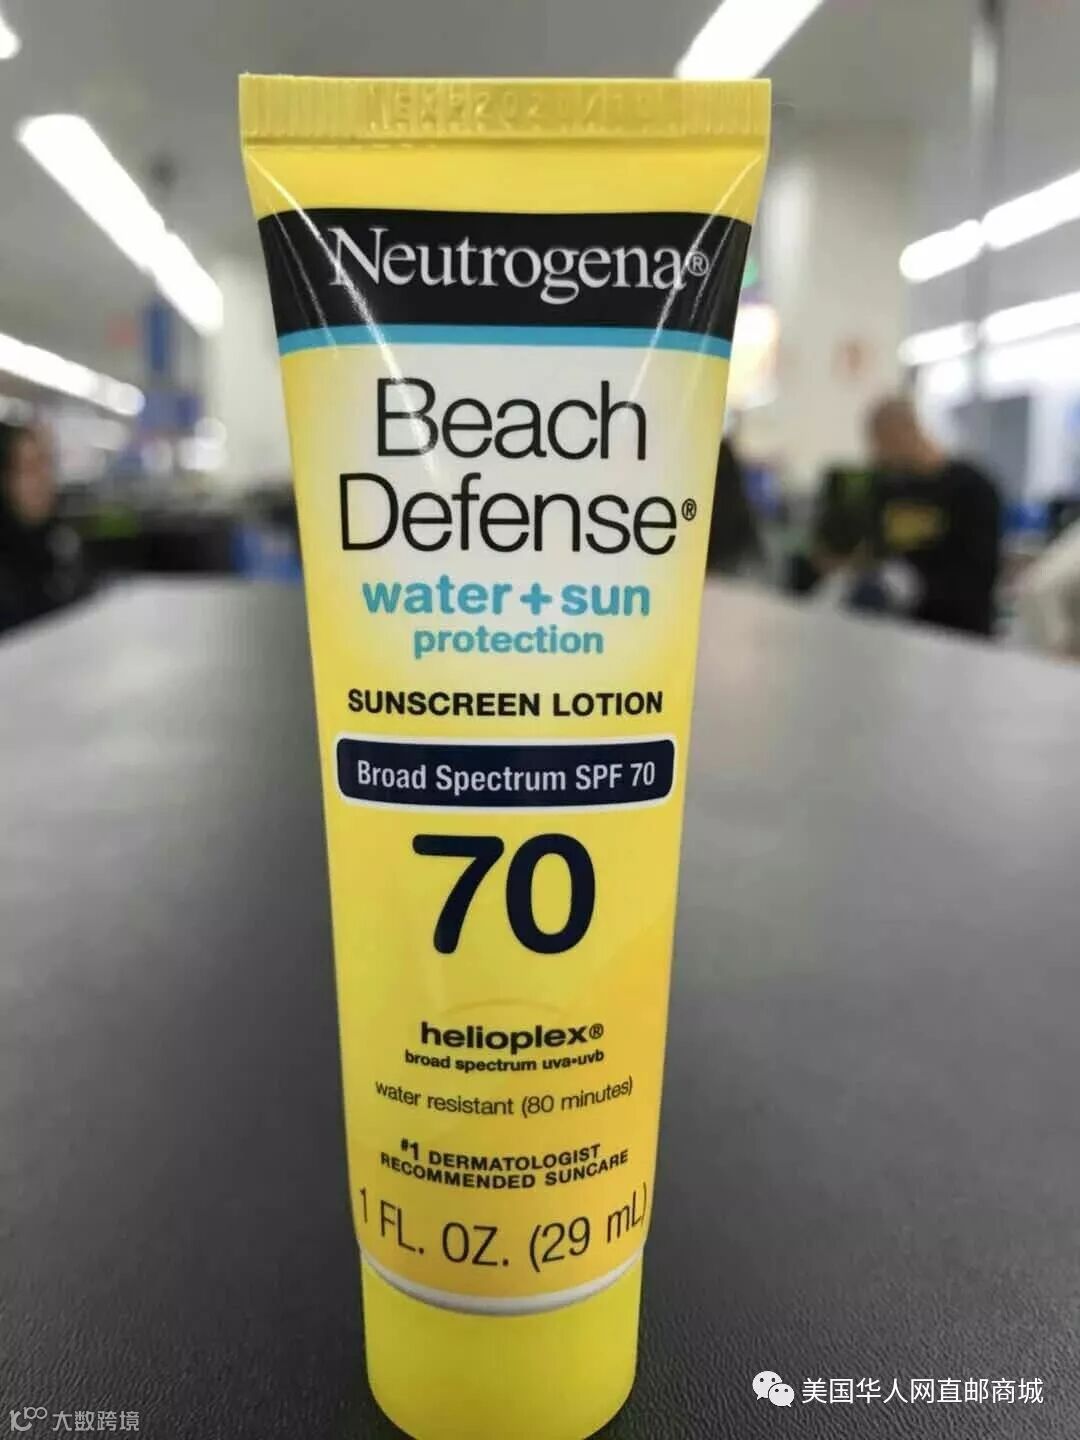 Neutrogena®
Beach
Defense®
water + sun
protection
SUNSCREEN LOTION
Broad Spectrum SPF 70
70
helioplex®
broad spectrum uva•uvb
water resistant (80 minutes)
#1 DERMATOLOGIST
RECOMMENDED SUNCARE
1 FL. OZ. (29 mL)
美国华人网直邮商城
大数跨境